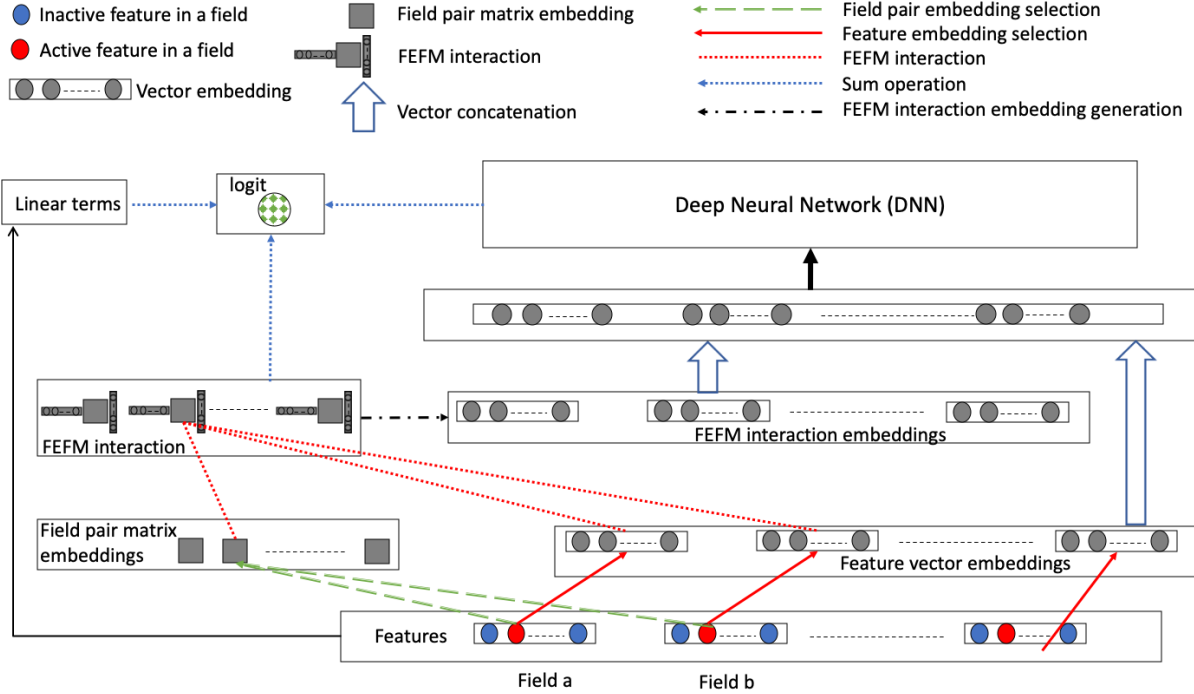 Inactive feature in a field
Active feature in a field
Vector embedding
Field pair matrix embedding
FEFM interaction
Vector concatenation
Field pair embedding selection
Feature embedding selection
FEFM interaction
Sum operation
FEFM interaction embedding generation
Linear terms
logit
Deep Neural Network (DNN)
FEFM interaction
FEFM interaction embeddings
Field pair matrix
embeddings
Feature vector embeddings
Features
Field a
Field b